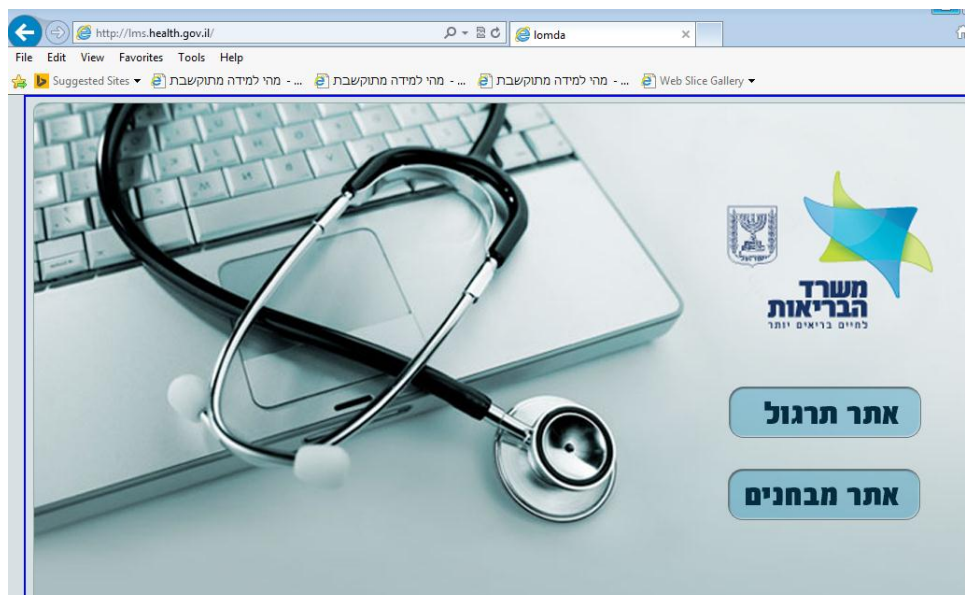 http://lms.health.gov.il/
lomda
File Edit View Favorites Tools Help
Suggested Sites
מהי למידה מתוקשבת - ...
מהי למידה מתוקשבת - ...
מהי למידה מתוקשבת - ...
Web Slice Gallery
משרד
הבריאות
לחיים בריאים יותר
אתר תרגול
אתר מבחנים